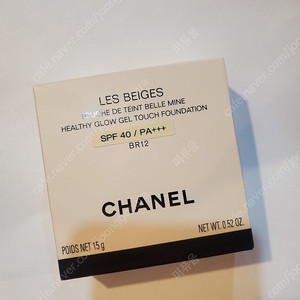 LES BEIGES
TOUCHE DE TEINT BELLE MINE
HEALTHY GLOW GEL TOUCH FOUNDATION
SPF 40 / PA+++
BR12
CHANEL
POIDS NET 15 g
NET WT. 0.52 OZ.